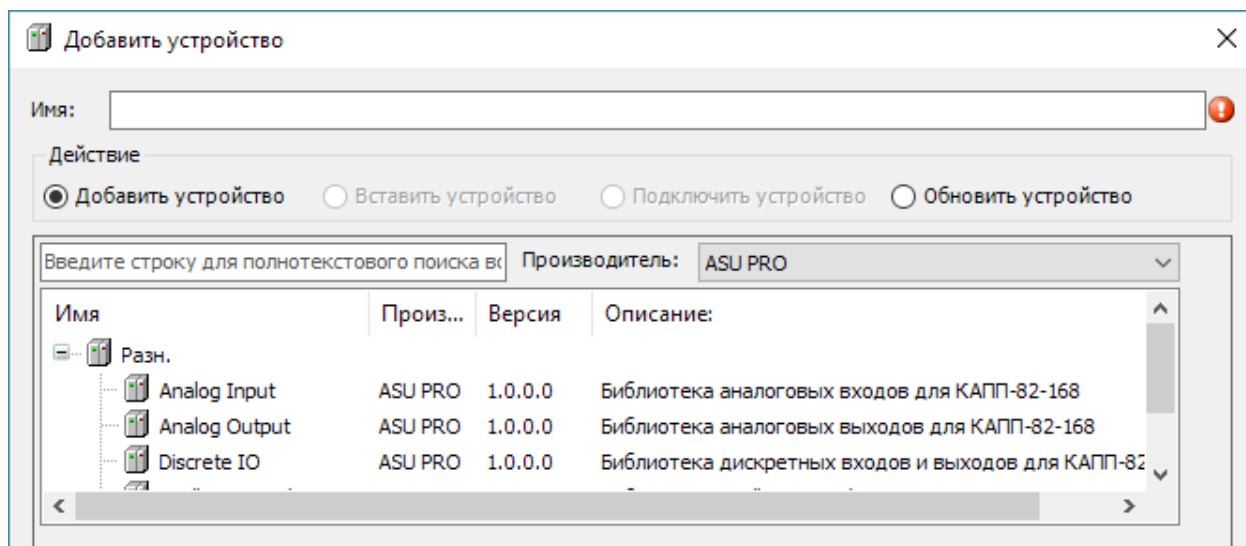 Добавить устройство
Имя:
Действие
Добавить устройство Вставить устройство Подключить устройство Обновить устройство
Введите строку для полнотекстового поиска Производитель: ASU PRO
Имя Произ... Версия Описание:
Разн.
Analog Input ASU PRO 1.0.0.0 Библиотека аналоговых входов для КАПП-82-168
Analog Output ASU PRO 1.0.0.0 Библиотека аналоговых выходов для КАПП-82-168
Discrete IO ASU PRO 1.0.0.0 Библиотека дискретных входов и выходов для КАПП-82